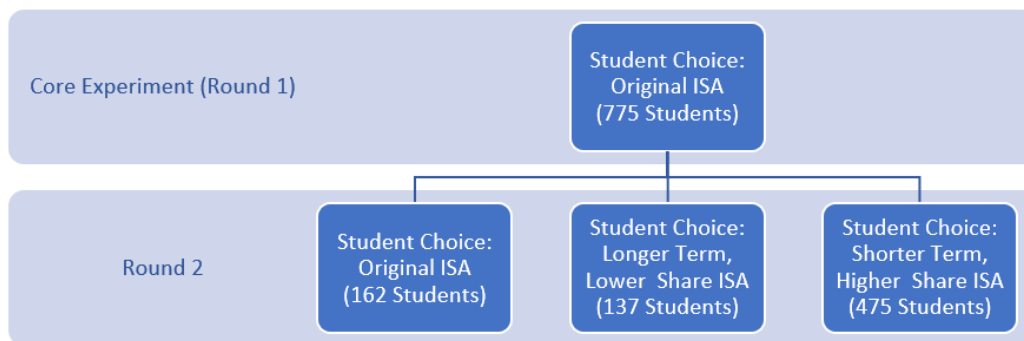 Core Experiment (Round 1)
Student Choice:
Original ISA
(775 Students)
Round 2
Student Choice:
Original ISA
(162 Students)
Student Choice:
Longer Term,
Lower Share ISA
(137 Students)
Student Choice:
Shorter Term,
Higher Share ISA
(475 Students)